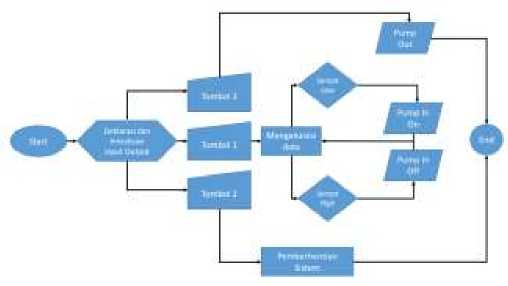 Pump
Out
Tombol 3
Sensor
Low
Pump In
On
Start
Deklarasi dan
Inisialisasi
Input Output
Tombol 1
data
End
Pump In
Off
Tombol 2
Sensor
High
Pemberhentian
Sistem